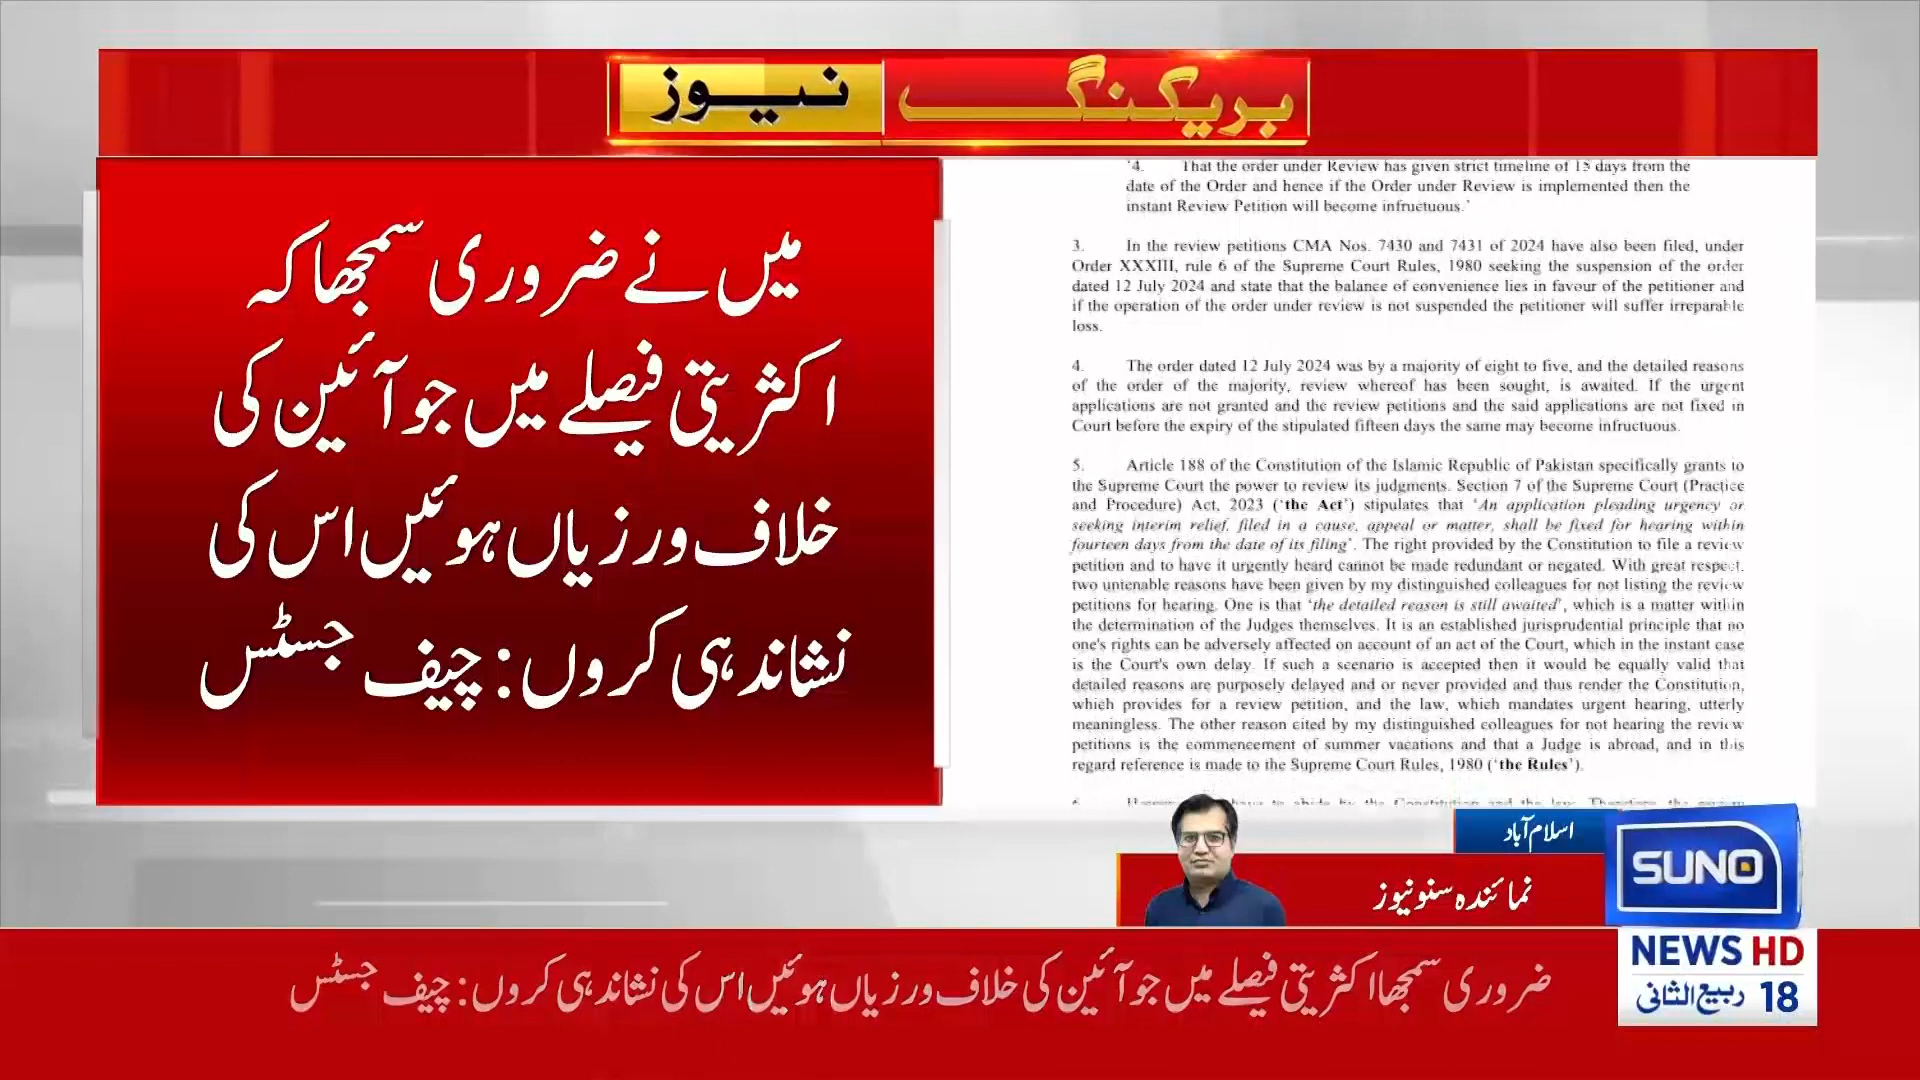 بریکنگ نیوز
میں نے ضروری سمجھا کہ
اکثریتی فیصلے میں جو آئین کی
خلاف ورزیاں ہوئیں اس کی
نشاندہی کروں: چیف جسٹس
'4. That the order under Review has given strict timeline of 15 days from the
date of the Order and hence if the Order under Review is implemented then the
instant Review Petition will become infructuous.'
3. In the review petitions CMA Nos. 7430 and 7431 of 2024 have also been filed, under
Order XXXIII, rule 6 of the Supreme Court Rules, 1980 seeking the suspension of the order
dated 12 July 2024 and state that the balance of convenience lies in favour of the petitioner and
if the operation of the order under review is not suspended the petitioner will suffer irreparable
loss.
4. The order dated 12 July 2024 was by a majority of eight to five, and the detailed reasons
of the order of the majority, review whereof has been sought, is awaited. If the urgent
applications are not granted and the review petitions and the said applications are not fixed in
Court before the expiry of the stipulated fifteen days the same may become infructuous.
5. Article 188 of the Constitution of the Islamic Republic of Pakistan specifically grants to
the Supreme Court the power to review its judgments. Section 7 of the Supreme Court (Practice
and Procedure) Act, 2023 ('the Act') stipulates that 'An application pleading urgency or
seeking interim relief, filed in a cause, appeal or matter, shall be fixed for hearing within
fourteen days from the date of its filing'. The right provided by the Constitution to file a review
petition and to have it urgently heard cannot be made redundant or negated. With great respect,
two untenable reasons have been given by my distinguished colleagues for not listing the review
petitions for hearing. One is that 'the detailed reason is still awaited', which is a matter within
the determination of the Judges themselves. It is an established jurisprudential principle that no
one's rights can be adversely affected on account of an act of the Court, which in the instant case
is the Court's own delay. If such a scenario is accepted then it would be equally valid that
detailed reasons are purposely delayed and or never provided and thus render the Constitution,
which provides for a review petition, and the law, which mandates urgent hearing, utterly
meaningless. The other reason cited by my distinguished colleagues for not hearing the review
petitions is the commencement of summer vacations and that a Judge is abroad, and in this
regard reference is made to the Supreme Court Rules, 1980 ('the Rules').
اسلام آباد
نمائندہ سنو نیوز
SUNO
NEWS HD
18 ربیع الثانی
ضروری سمجھا اکثریتی فیصلے میں جو آئین کی خلاف ورزیاں ہوئیں اس کی نشاندہی کروں: چیف جسٹس